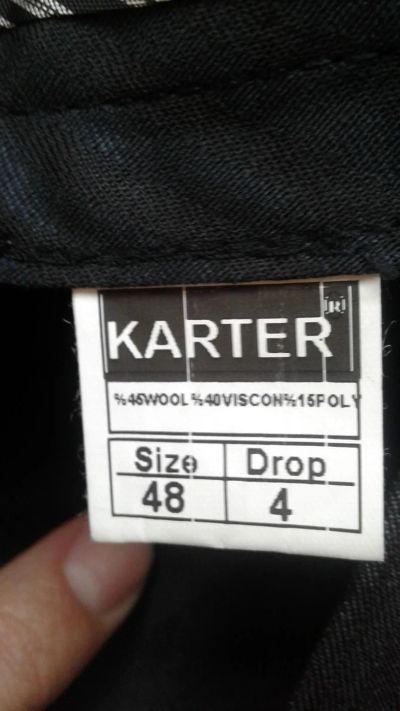 KARTER
[R]
%45WOOL%40VISCON%15POLY
Size Drop
48 4